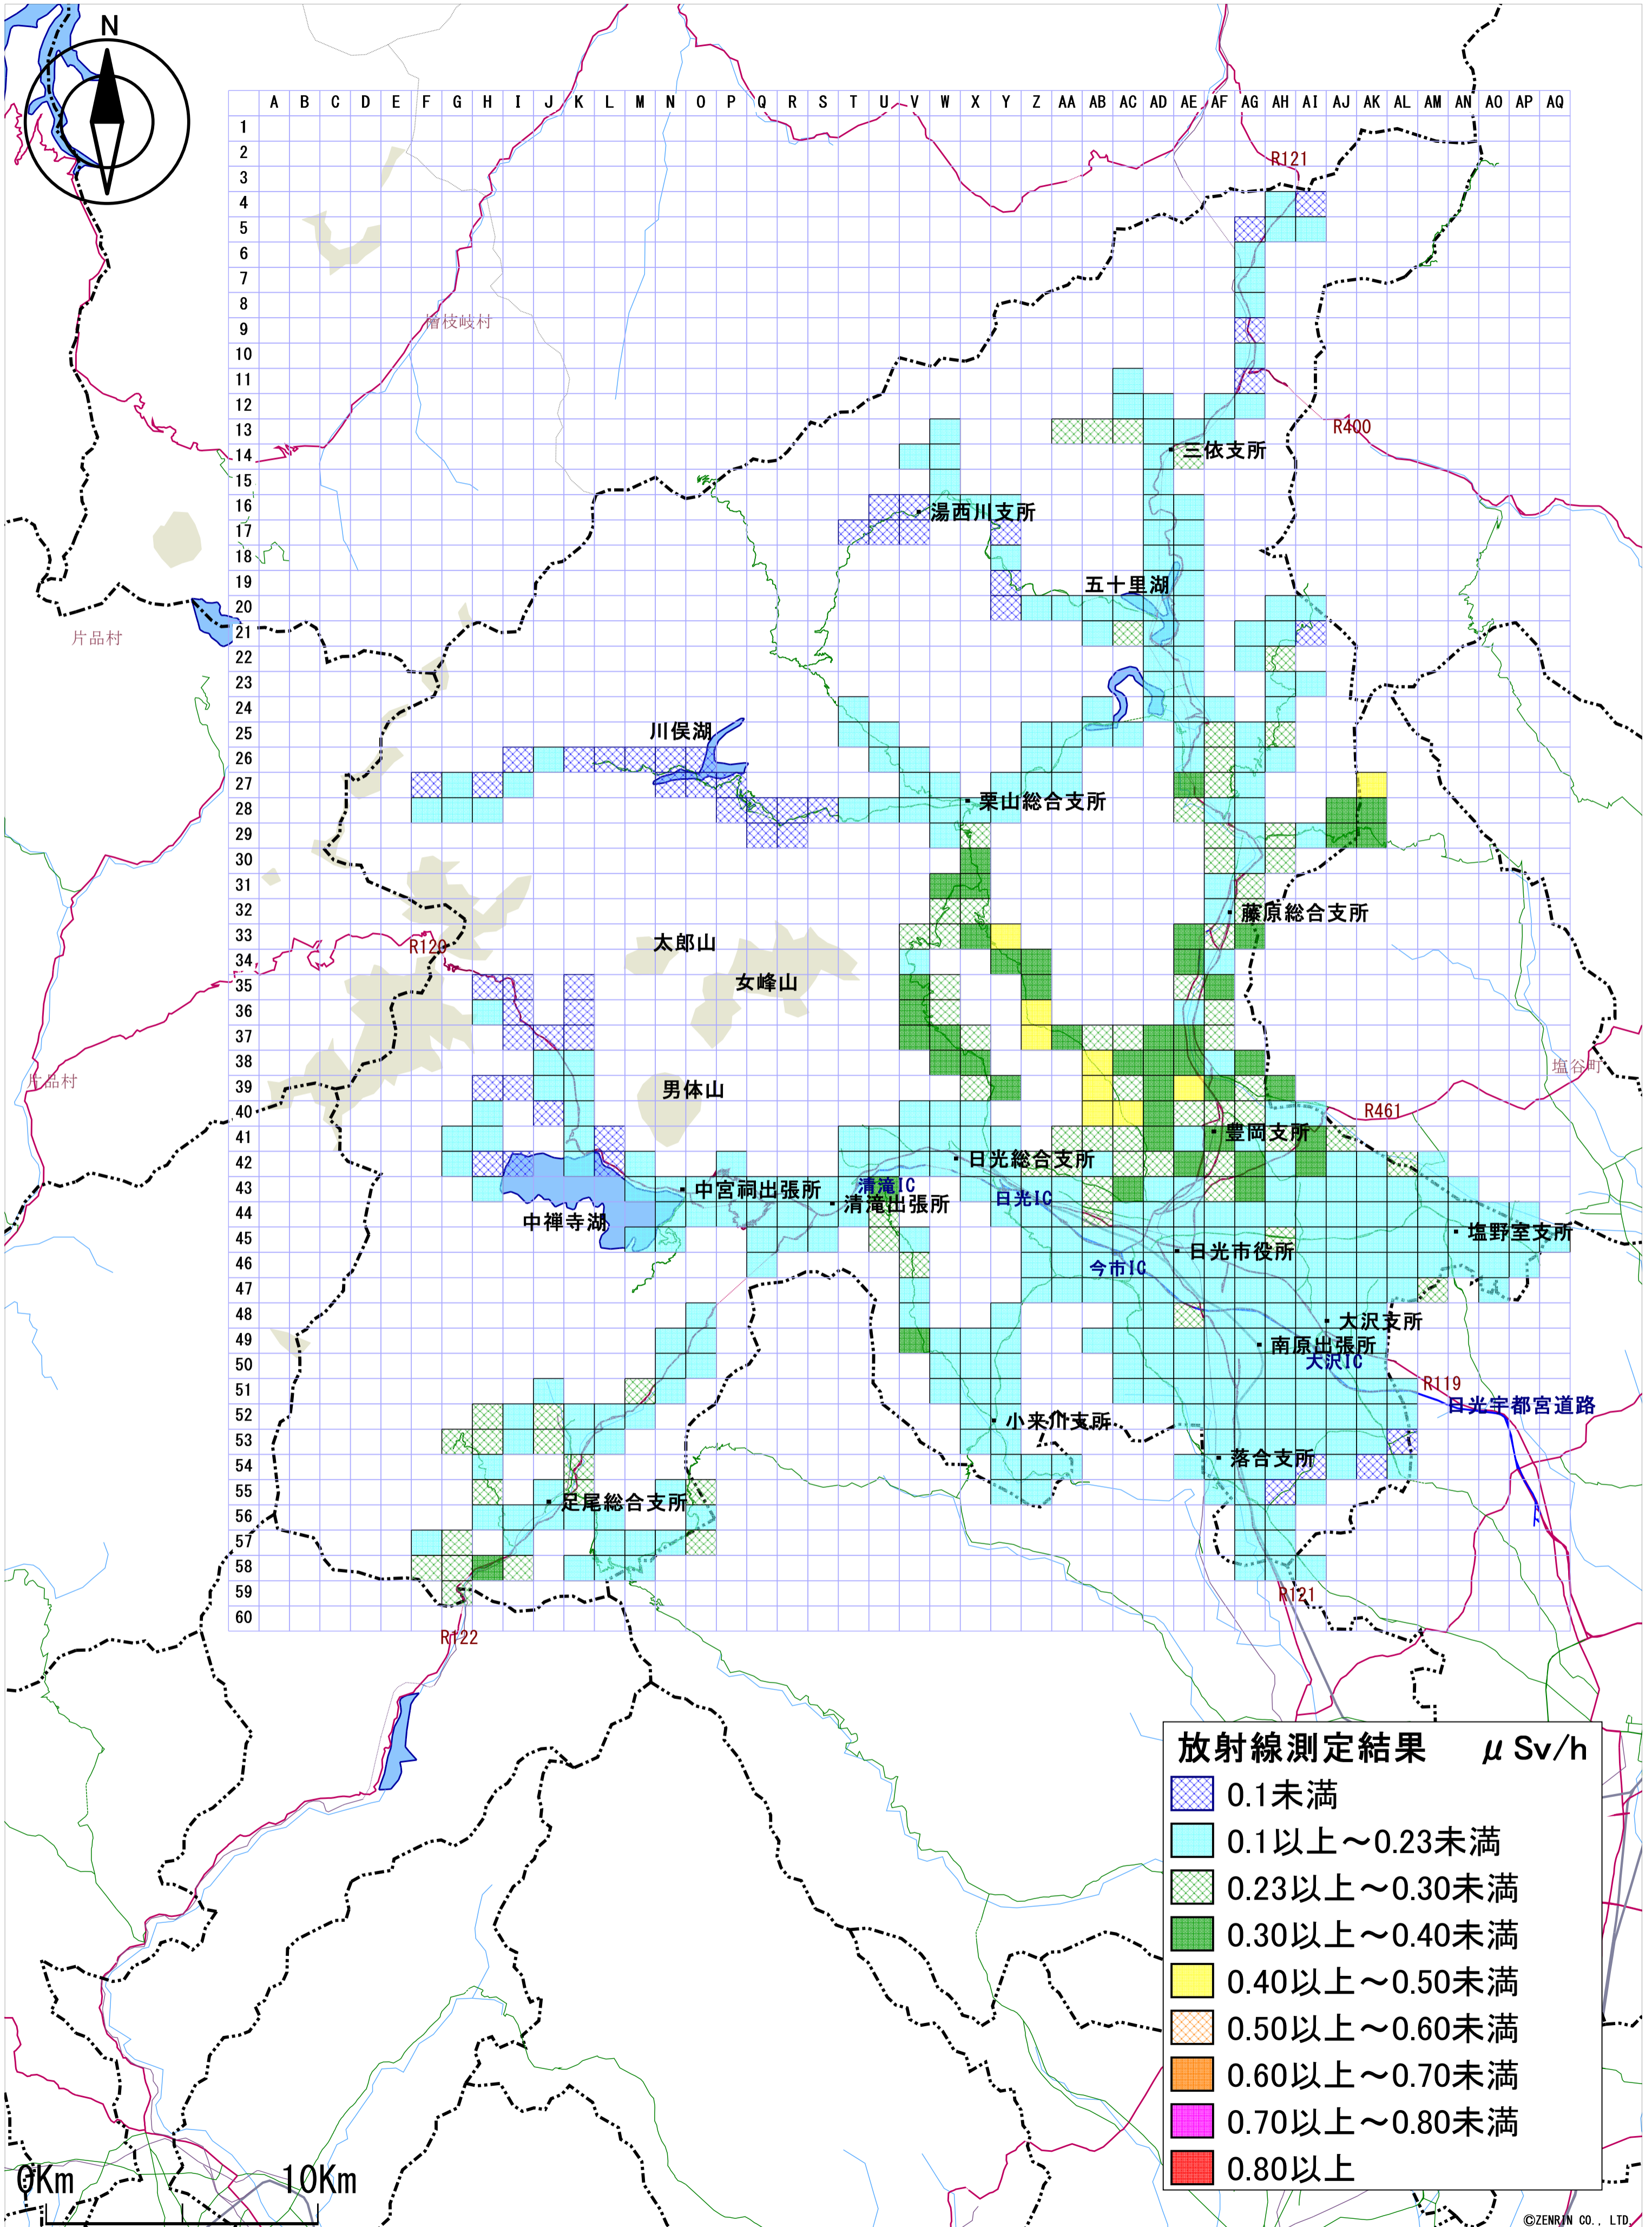 N
A B C D E F G H I J K L M N O P Q R S T U V W X Y Z AA AB AC AD AE AF AG AH AI AJ AK AL AM AN AO AP AQ
1
2
R121
3
4
5
6
7
8
檜枝岐村
9
10
11
12
R400
13
三依支所
14
15
湯西川支所
16
17
18
五十里湖
19
20
片品村
21
22
23
24
川俣湖
25
26
27
栗山総合支所
28
29
30
31
藤原総合支所
32
太郎山
R120
33
34
女峰山
35
36
37
塩谷町
38
片品村
男体山
39
R461
40
豊岡支所
41
日光総合支所
42
中宮祠出張所
清滝IC
日光IC
43
清滝出張所
中禅寺湖
44
塩野室支所
45
日光市役所
今市IC
46
47
大沢支所
48
南原出張所
49
大沢IC
50
R119
51
日光宇都宮道路
小来川支所
52
53
落合支所
54
足尾総合支所
55
56
57
58
R121
59
60
R122
放射線測定結果 μSv/h
0.1未満
0.1以上～0.23未満
0.23以上～0.30未満
0.30以上～0.40未満
0.40以上～0.50未満
0.50以上～0.60未満
0.60以上～0.70未満
0.70以上～0.80未満
0.80以上
0Km 10Km
©ZENRIN CO., LTD.